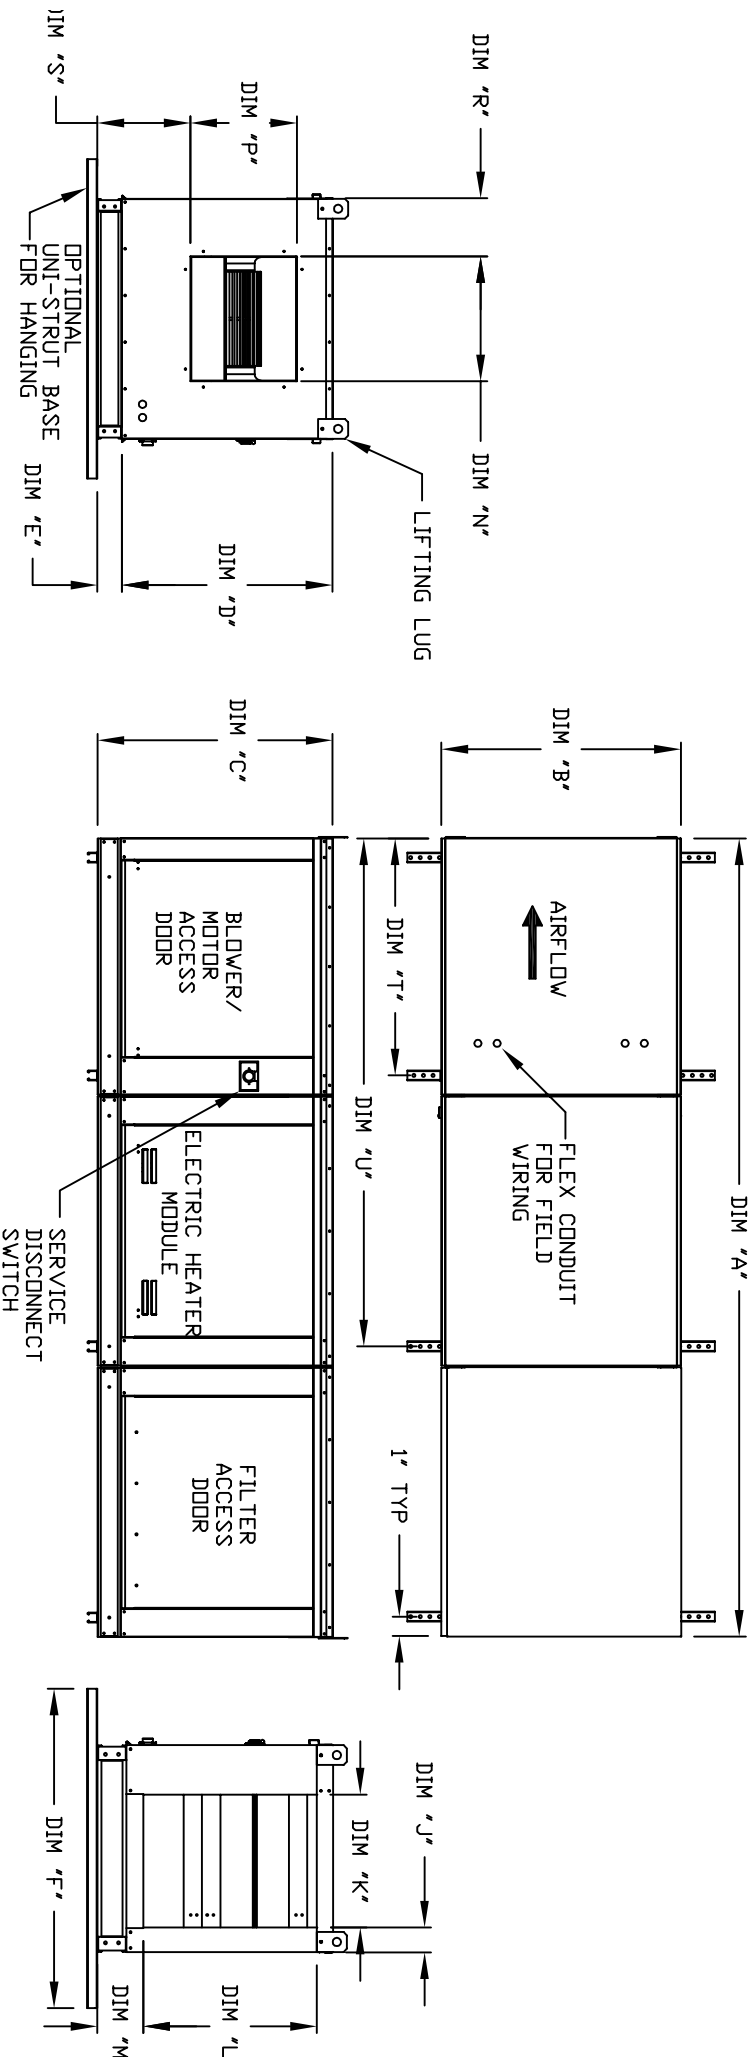 DIM "A"
DIM "B"
AIRFLOW
DIM "T"
FLEX CONDUIT
FOR FIELD
WIRING
1" TYP
DIM "R"
DIM "N"
LIFTING LUG
DIM "P"
DIM "S"
DIM "D"
DIM "E"
OPTIONAL
UNI-STRUT BASE
FOR HANGING
DIM "U"
DIM "C"
BLOWER/
MOTOR
ACCESS
DOOR
ELECTRIC HEATER
MODULE
FILTER
ACCESS
DOOR
SERVICE
DISCONNECT
SWITCH
DIM "J"
DIM "K"
DIM "L
DIM "M
DIM "F"